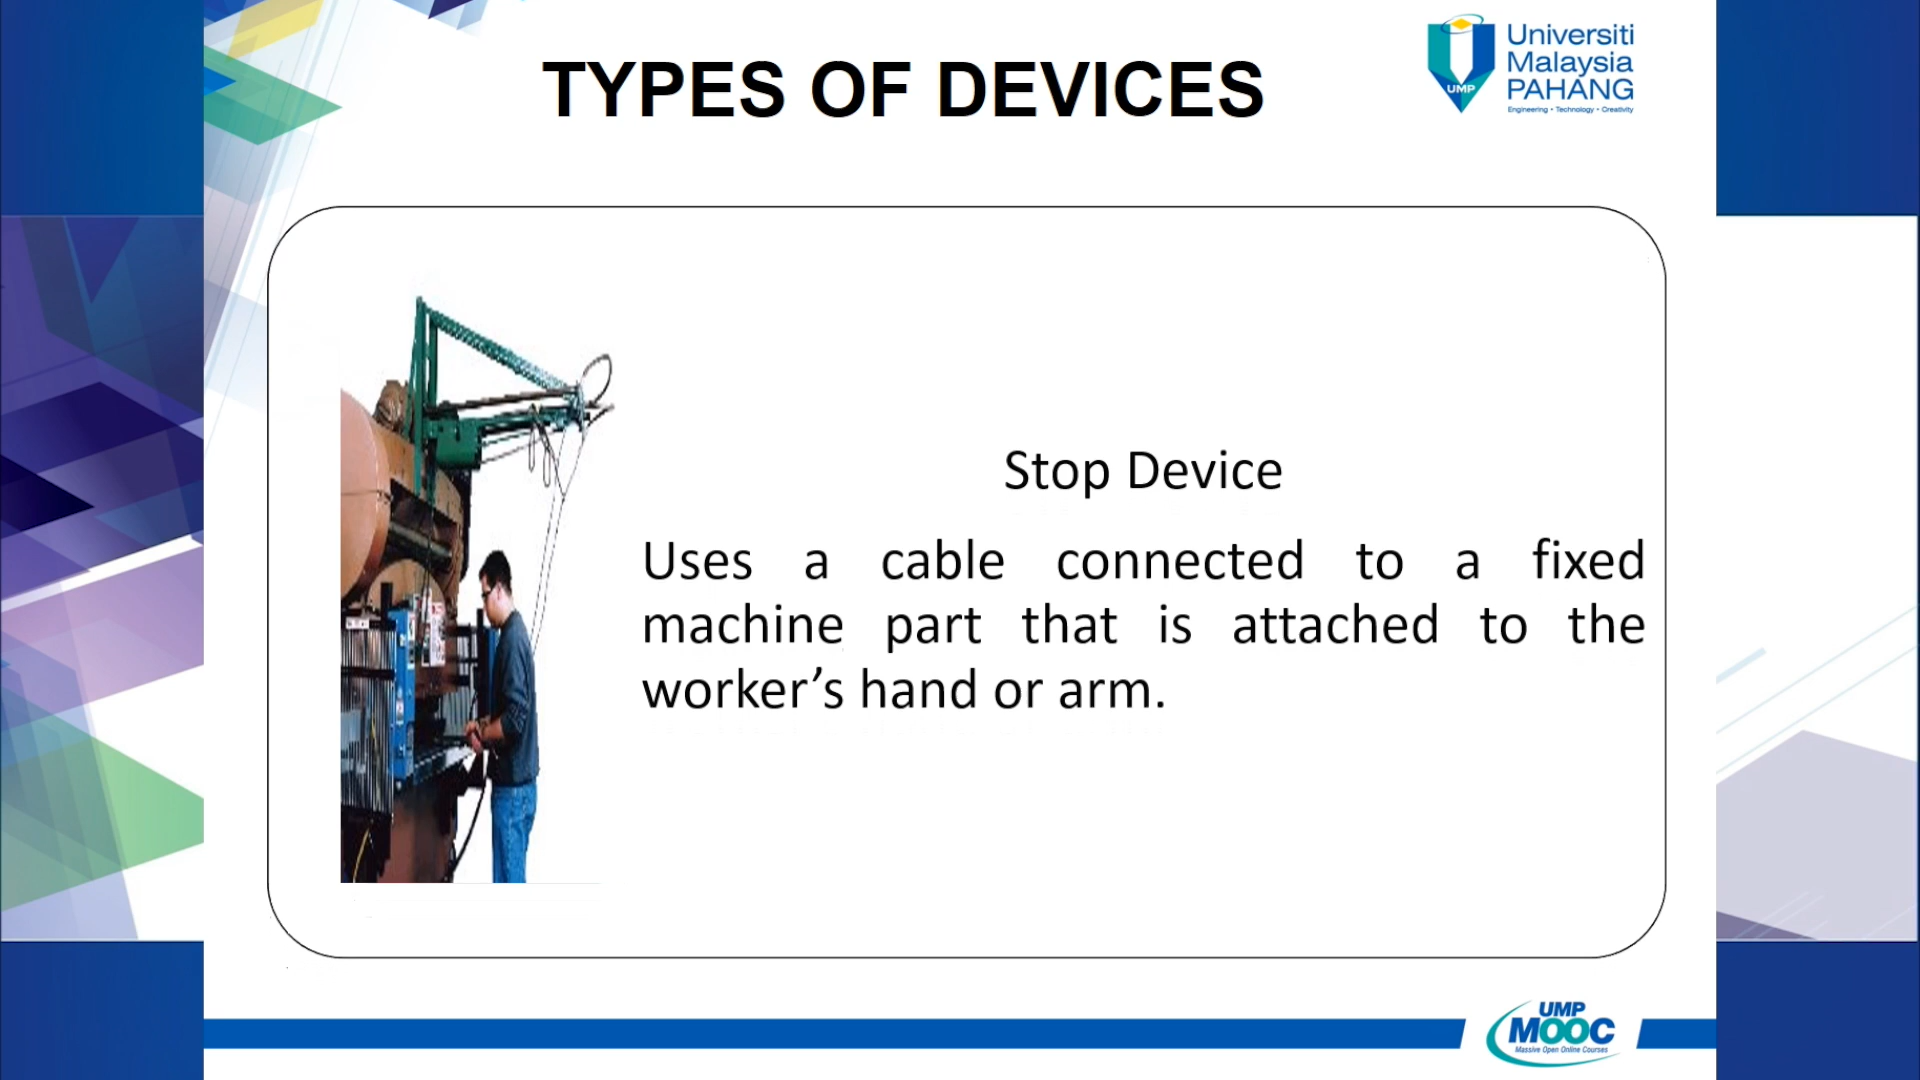 TYPES OF DEVICES
Universiti
Malaysia
PAHANG
Engineering • Technology • Creativity
UMP
Stop Device
Uses a cable connected to a fixed
machine part that is attached to the
worker’s hand or arm.
UMP
MOOC
Massive Open Online Courses